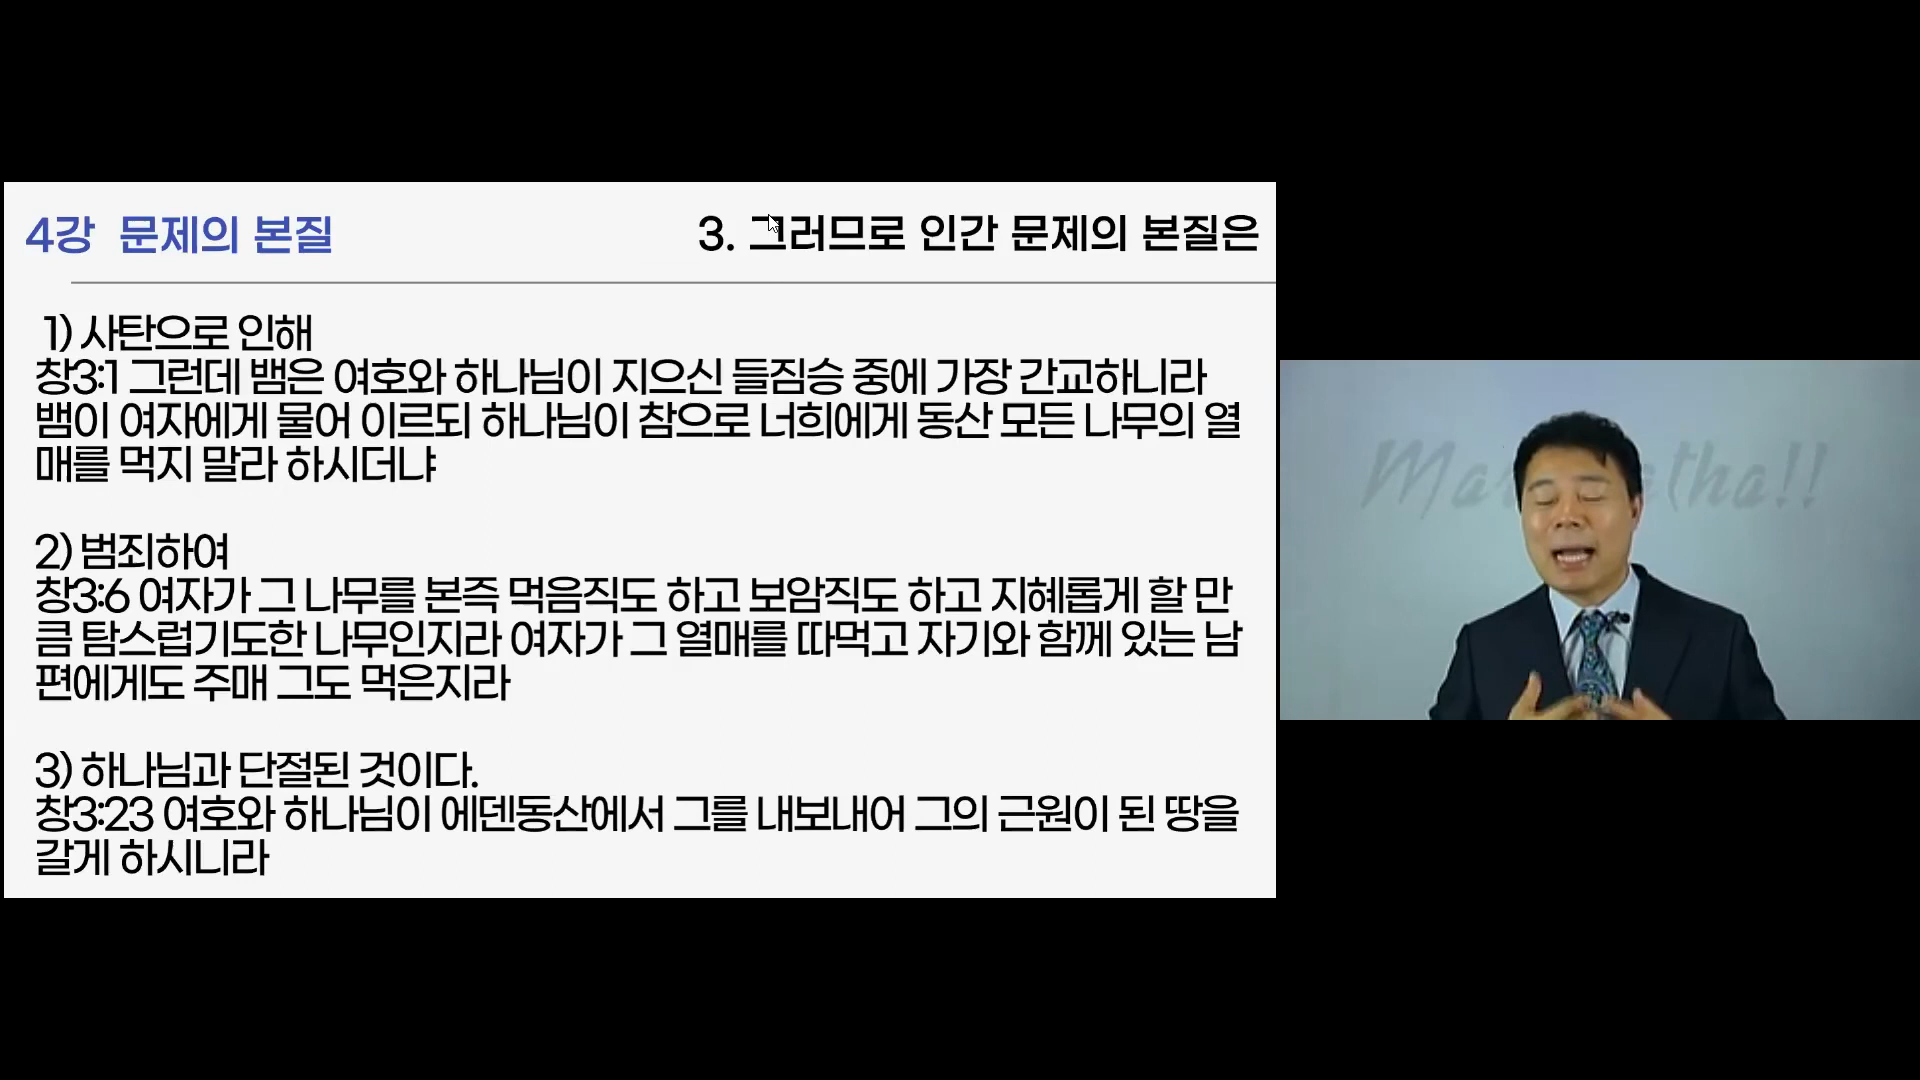 4강 문제의 본질
3. 그러므로 인간 문제의 본질은
1) 사탄으로 인해
창3:1 그런데 뱀은 여호와 하나님이 지으신 들짐승 중에 가장 간교하니라
뱀이 여자에게 물어 이르되 하나님이 참으로 너희에게 동산 모든 나무의 열
매를 먹지 말라 하시더냐
2) 범죄하여
창3:6 여자가 그 나무를 본즉 먹음직도 하고 보암직도 하고 지혜롭게 할 만
큼 탐스럽기도한 나무인지라 여자가 그 열매를 따먹고 자기와 함께 있는 남
편에게도 주매 그도 먹은지라
3) 하나님과 단절된 것이다.
창3:23 여호와 하나님이 에덴동산에서 그를 내보내어 그의 근원이 된 땅을
갈게 하시니라